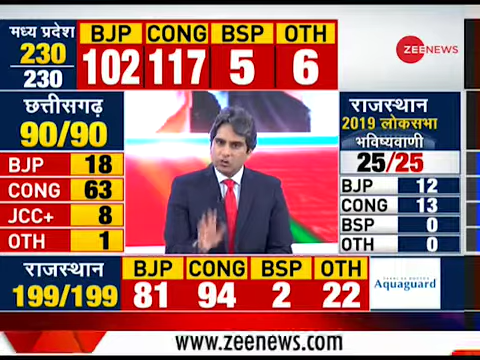 मध्य प्रदेश BJP CONG BSP OTH
230 102 117 5 6
230
ZEE NEWS
छत्तीसगढ़
90/90
BJP 18
CONG 63
JCC+ 8
OTH 1
राजस्थान
2019 लोकसभा
भविष्यवाणी
25/25
BJP 12
CONG 13
BSP 0
OTH 0
राजस्थान BJP CONG BSP OTH
199/199 81 94 2 22
Aquaguard
www.zeenews.com